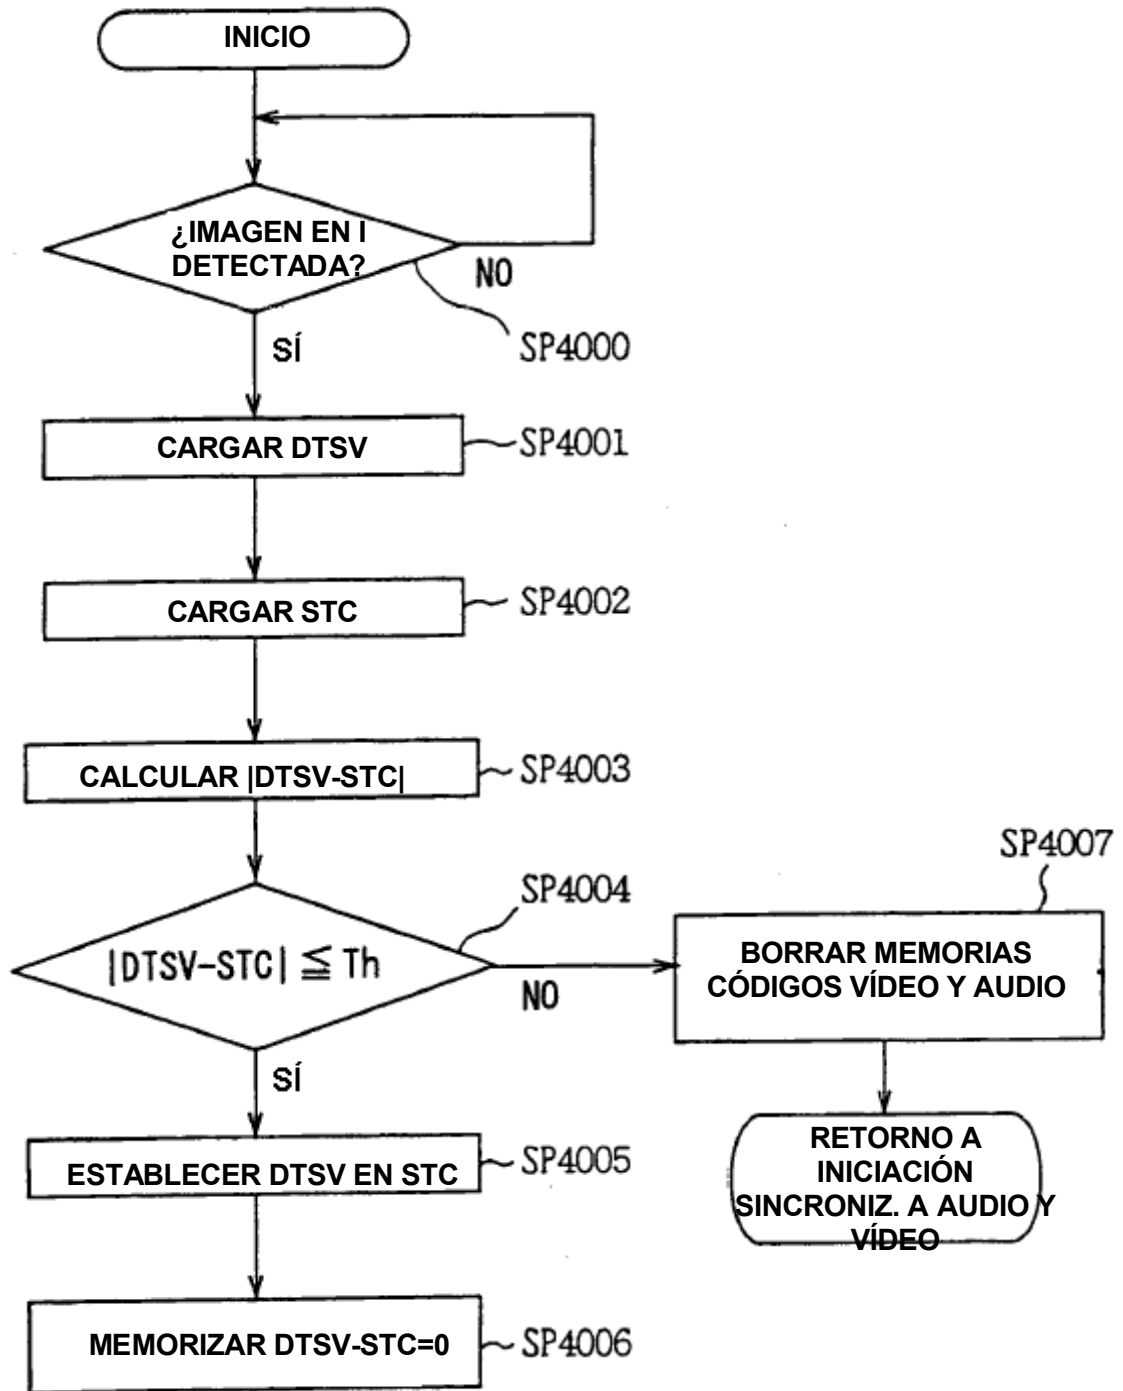 INICIO
¿IMAGEN EN I
DETECTADA?
NO
SP4000
SÍ
CARGAR DTSV
SP4001
CARGAR STC
SP4002
CALCULAR |DTSV-STC|
SP4003
|DTSV-STC| ≦ Th
SP4004
NO
SP4007
BORRAR MEMORIAS
CÓDIGOS VÍDEO Y AUDIO
RETORNO A
INICIACIÓN
SINCRONIZ. A AUDIO Y
VÍDEO
SÍ
ESTABLECER DTSV EN STC
SP4005
MEMORIZAR DTSV-STC=0
SP4006